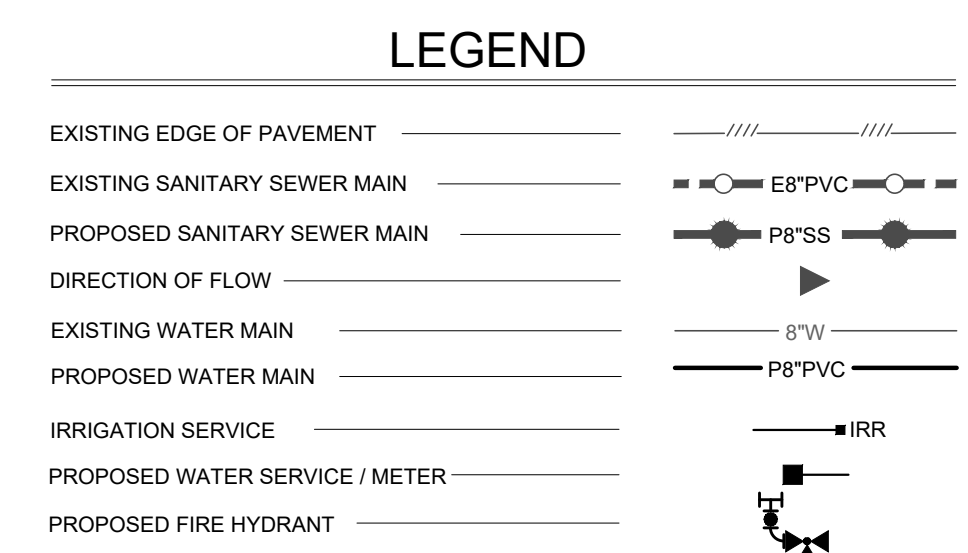 LEGEND
EXISTING EDGE OF PAVEMENT
EXISTING SANITARY SEWER MAIN E8"PVC
PROPOSED SANITARY SEWER MAIN P8"SS
DIRECTION OF FLOW
EXISTING WATER MAIN 8"W
PROPOSED WATER MAIN P8"PVC
IRRIGATION SERVICE IRR
PROPOSED WATER SERVICE / METER
PROPOSED FIRE HYDRANT